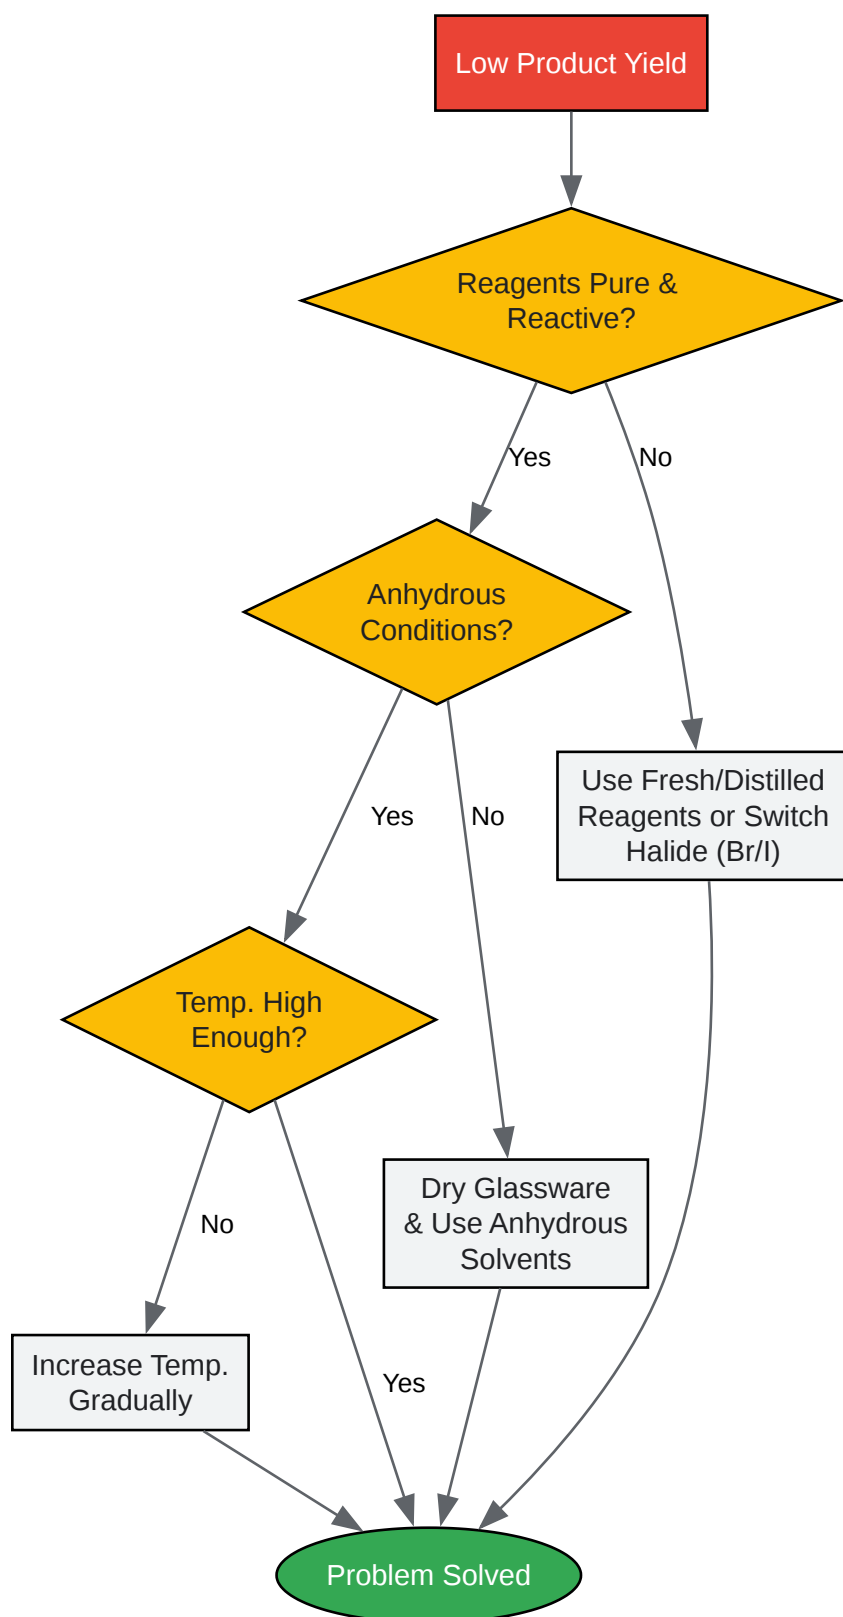 Low Product Yield
Reagents Pure &
Reactive?
Yes
No
Anhydrous
Conditions?
Use Fresh/Distilled
Reagents or Switch
Halide (Br/I)
Yes
No
Temp. High
Enough?
Dry Glassware
& Use Anhydrous
Solvents
No
Increase Temp.
Gradually
Yes
Problem Solved